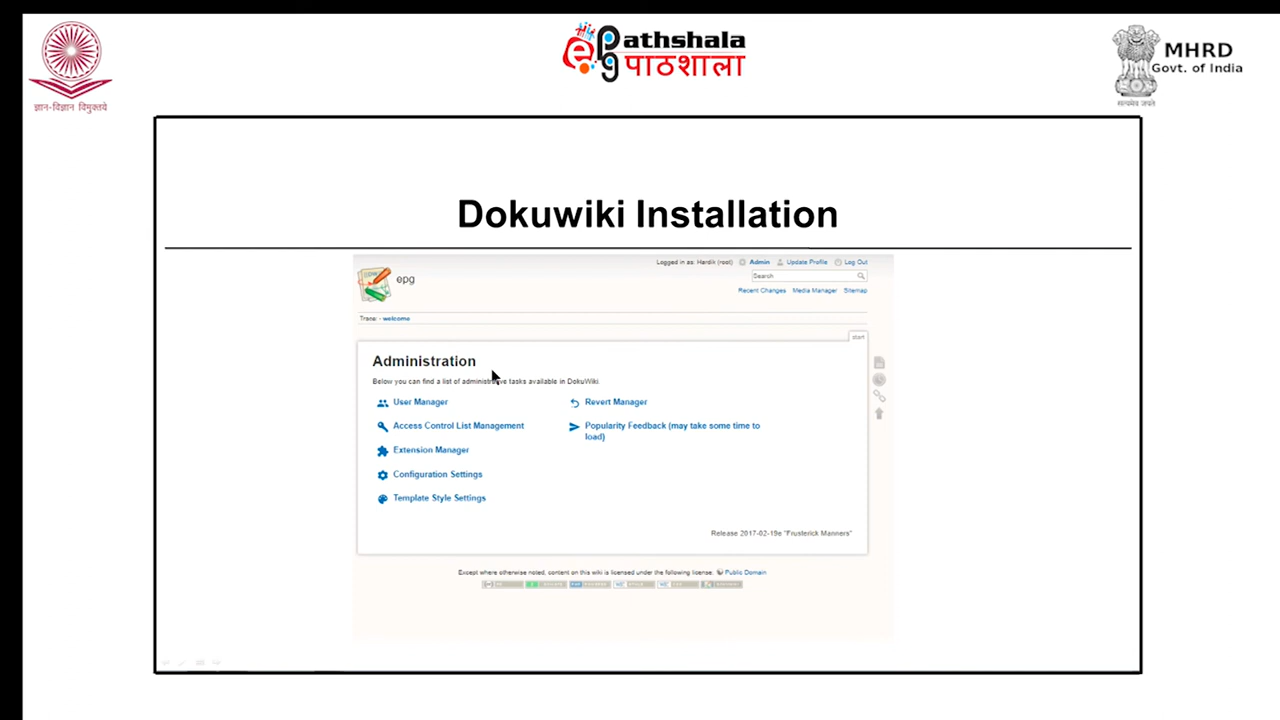 ज्ञान-विज्ञान विमुक्तये
ePg athshala
पाठशाला
MHRD
Govt. of India
Dokuwiki Installation
Logged in as: Hardik (root) Admin Update Profile Log Out
epg
Search
Recent Changes Media Manager Sitemap
Trace: • welcome
start
Administration
Below you can find a list of administrative tasks available in DokuWiki.
User Manager
Access Control List Management
Extension Manager
Configuration Settings
Template Style Settings
Revert Manager
Popularity Feedback (may take some time to
load)
Release 2017-02-19e "Frusterick Manners"
Except where otherwise noted, content on this wiki is licensed under the following license: Public Domain